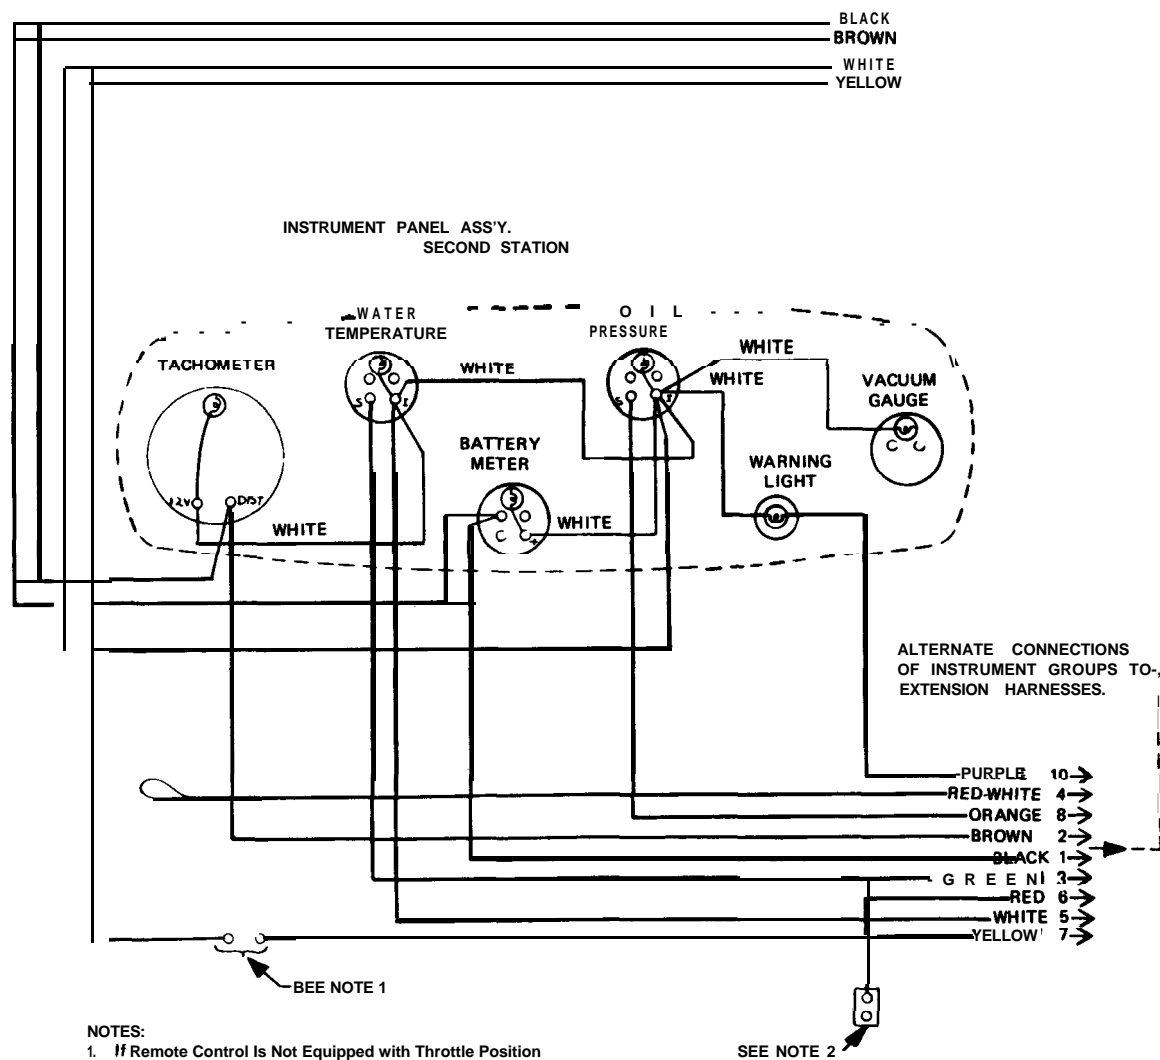 BLACK
BROWN
WHITE
YELLOW
INSTRUMENT PANEL ASS'Y.
SECOND STATION
WATER
TEMPERATURE
OIL
PRESSURE
TACHOMETER
WHITE
WHITE
WHITE
VACUUM
GAUGE
S
I
S
I
BATTERY
METER
WARNING
LIGHT
12V
DIST
WHITE
WHITE
+
ALTERNATE CONNECTIONS
OF INSTRUMENT GROUPS TO
EXTENSION HARNESSES.
PURPLE 10
RED-WHITE 4
ORANGE 8
BROWN 2
BLACK 1
GREEN 3
RED 6
WHITE 5
YELLOW 7
BEE NOTE 1
NOTES:
1. If Remote Control Is Not Equipped with Throttle Position
SEE NOTE 2